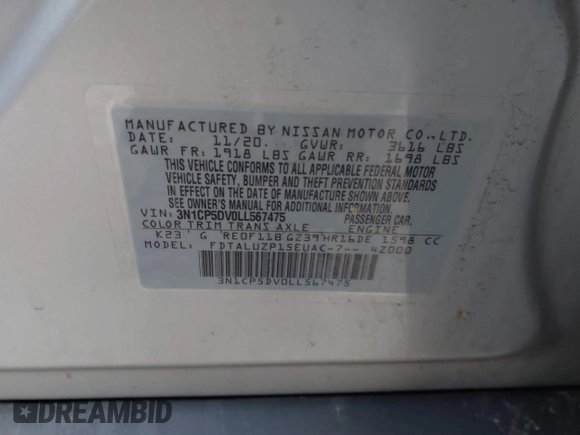 MANUFACTURED BY NISSAN MOTOR CO.,LTD.
DATE: 11/20. GVWR: 3616 LBS
GAWR FR: 1918 LBS GAWR RR: 1698 LBS
THIS VEHICLE CONFORMS TO ALL APPLICABLE FEDERAL MOTOR
VEHICLE SAFETY, BUMPER AND THEFT PREVENTION STANDARDS
IN EFFECT ON THE DATE OF MANUFACTURE SHOWN ABOVE.
SEE OWNER'S MANUAL FOR ADDITIONAL INFORMATION.
VIN: 3N1CP5DV0LL567475 PASSENGER CAR.
COLOR TRIM TRANS AXLE ENGINE
K23 G RE0F11B GZ39 HR16DE 1598 CC
MODEL: FDTALUZP15EUAC-7-- 42000
3N1CP5DV0LL567475
DREAMBID